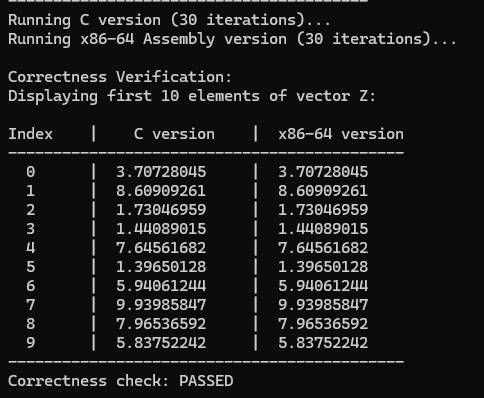 Running C version (30 iterations)...
Running x86-64 Assembly version (30 iterations)...
Correctness Verification:
Displaying first 10 elements of vector Z:
Index | C version | x86-64 version
0 | 3.70728045 | 3.70728045
1 | 8.60909261 | 8.60909261
2 | 1.73046959 | 1.73046959
3 | 1.44089015 | 1.44089015
4 | 7.64561682 | 7.64561682
5 | 1.39650128 | 1.39650128
6 | 5.94061244 | 5.94061244
7 | 9.93985847 | 9.93985847
8 | 7.96536592 | 7.96536592
9 | 5.83752242 | 5.83752242
Correctness check: PASSED